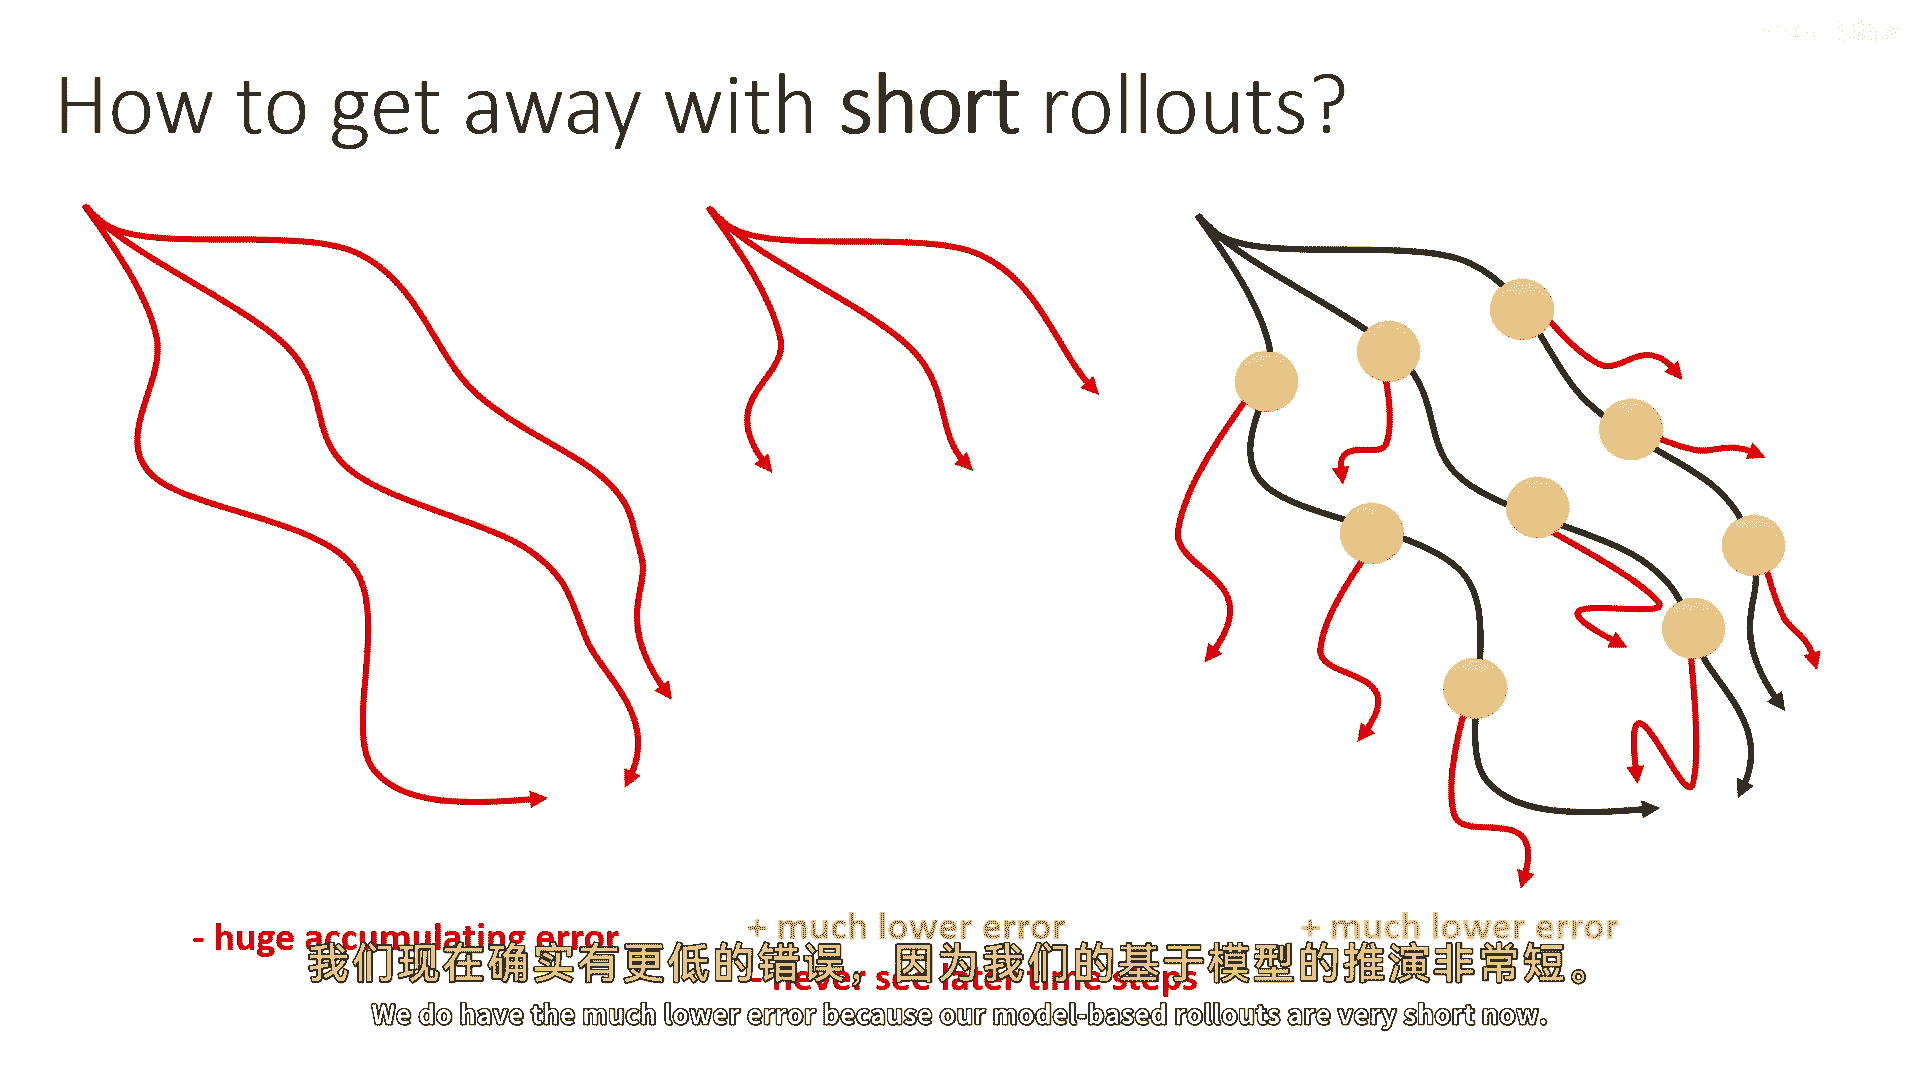 How to get away with short rollouts?
- huge accumulating error
+ much lower error
+ much lower error
- never see later time steps
我们现在确实有更低的错误，因为我们的基于模型的推演非常短。
We do have the much lower error because our model-based rollouts are very short now.